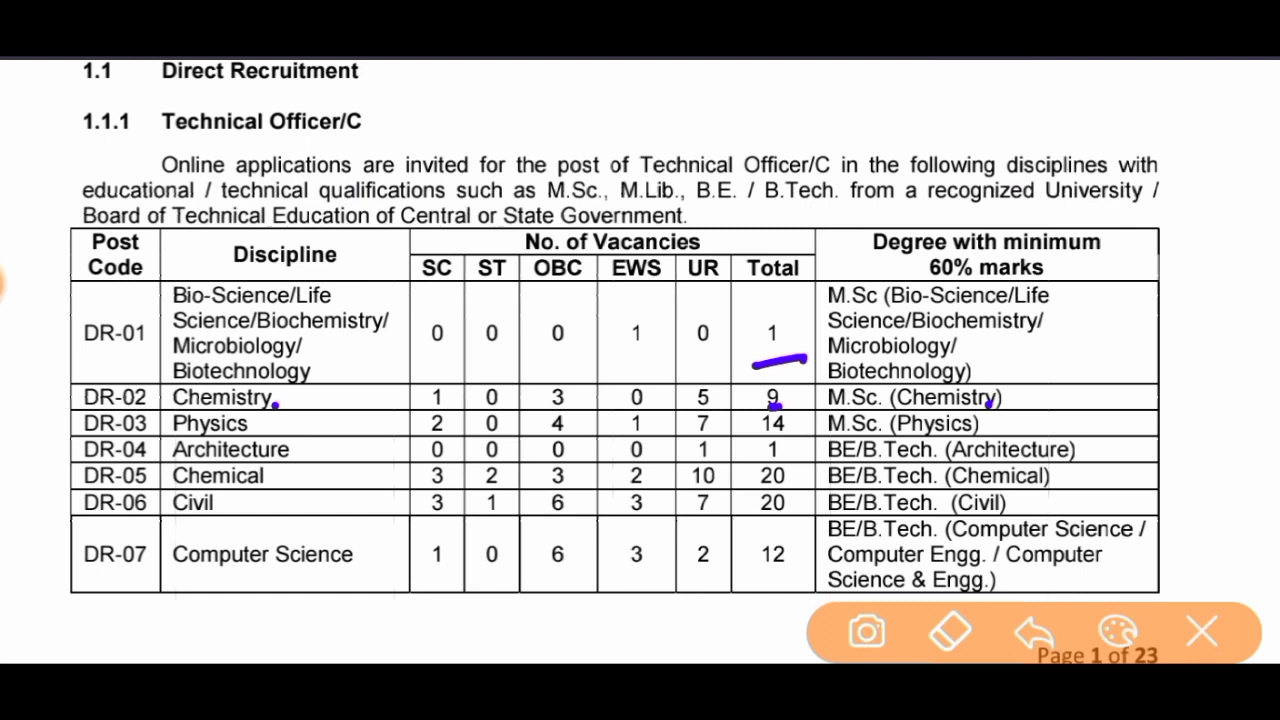 1.1 Direct Recruitment
1.1.1 Technical Officer/C
Online applications are invited for the post of Technical Officer/C in the following disciplines with
educational / technical qualifications such as M.Sc., M.Lib., B.E. / B.Tech. from a recognized University /
Board of Technical Education of Central or State Government.
Post Code Discipline No. of Vacancies Degree with minimum 60% marks
SC ST OBC EWS UR Total
DR-01 Bio-Science/Life Science/Biochemistry/ Microbiology/ Biotechnology 0 0 0 1 0 1 M.Sc (Bio-Science/Life Science/Biochemistry/ Microbiology/ Biotechnology)
DR-02 Chemistry 1 0 3 0 5 9 M.Sc. (Chemistry)
DR-03 Physics 2 0 4 1 7 14 M.Sc. (Physics)
DR-04 Architecture 0 0 0 0 1 1 BE/B.Tech. (Architecture)
DR-05 Chemical 3 2 3 2 10 20 BE/B.Tech. (Chemical)
DR-06 Civil 3 1 6 3 7 20 BE/B.Tech. (Civil)
DR-07 Computer Science 1 0 6 3 2 12 BE/B.Tech. (Computer Science / Computer Engg. / Computer Science & Engg.)
Page 1 of 23